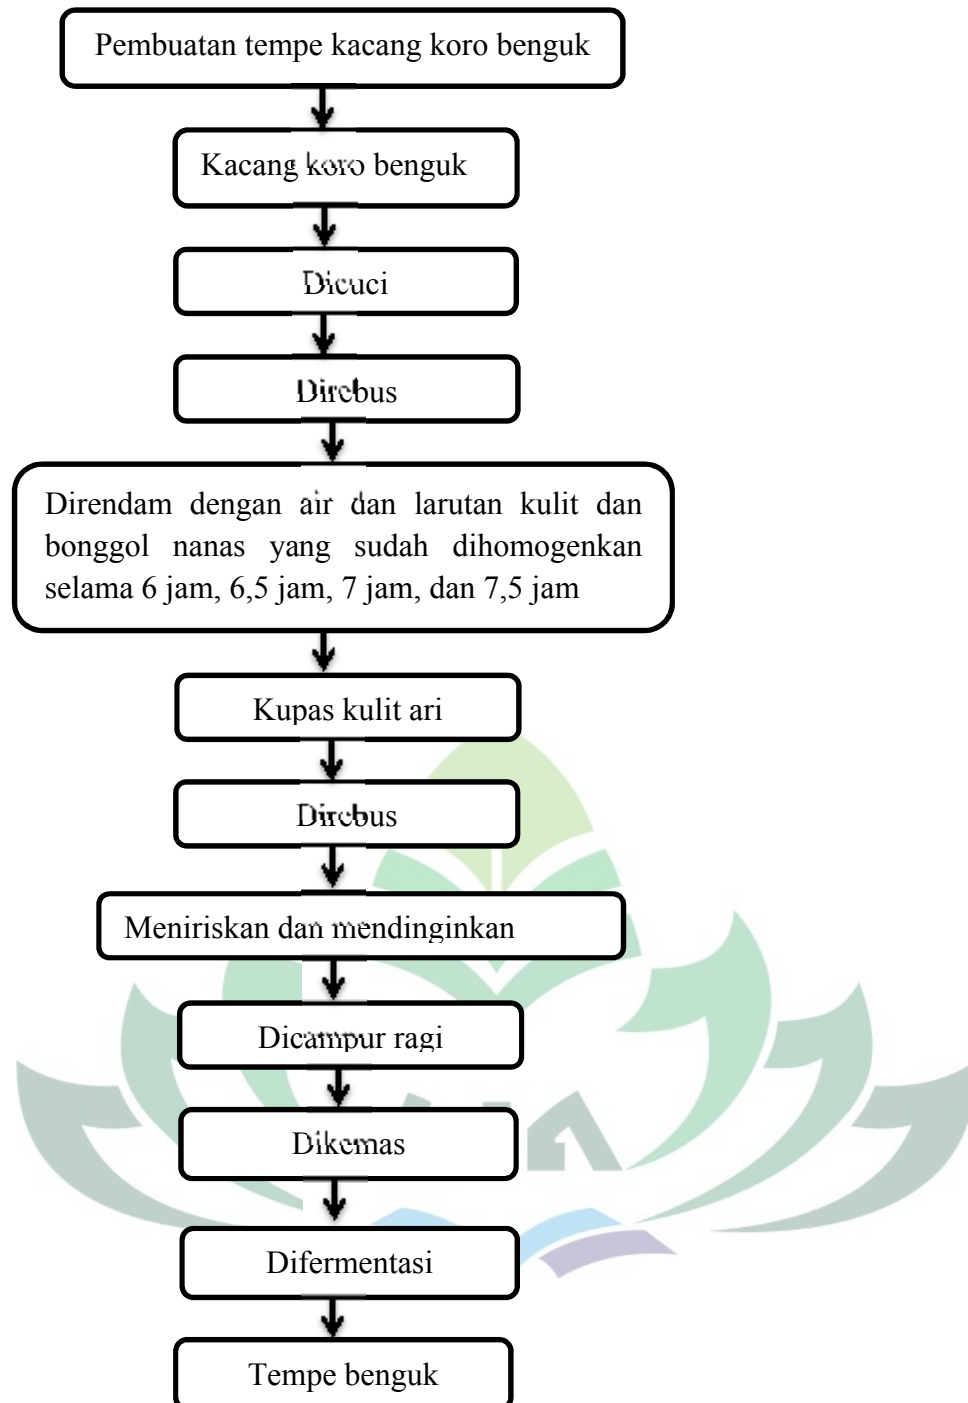 Pembuatan tempe kacang koro benguk
Kacang koro benguk
Dicuci
Direbus
Direndam dengan air dan larutan kulit dan
bonggol nanas yang sudah dihomogenkan
selama 6 jam, 6,5 jam, 7 jam, dan 7,5 jam
Kupas kulit ari
Direbus
Meniriskan dan mendinginkan
Dicampur ragi
Dikemas
Difermentasi
Tempe benguk